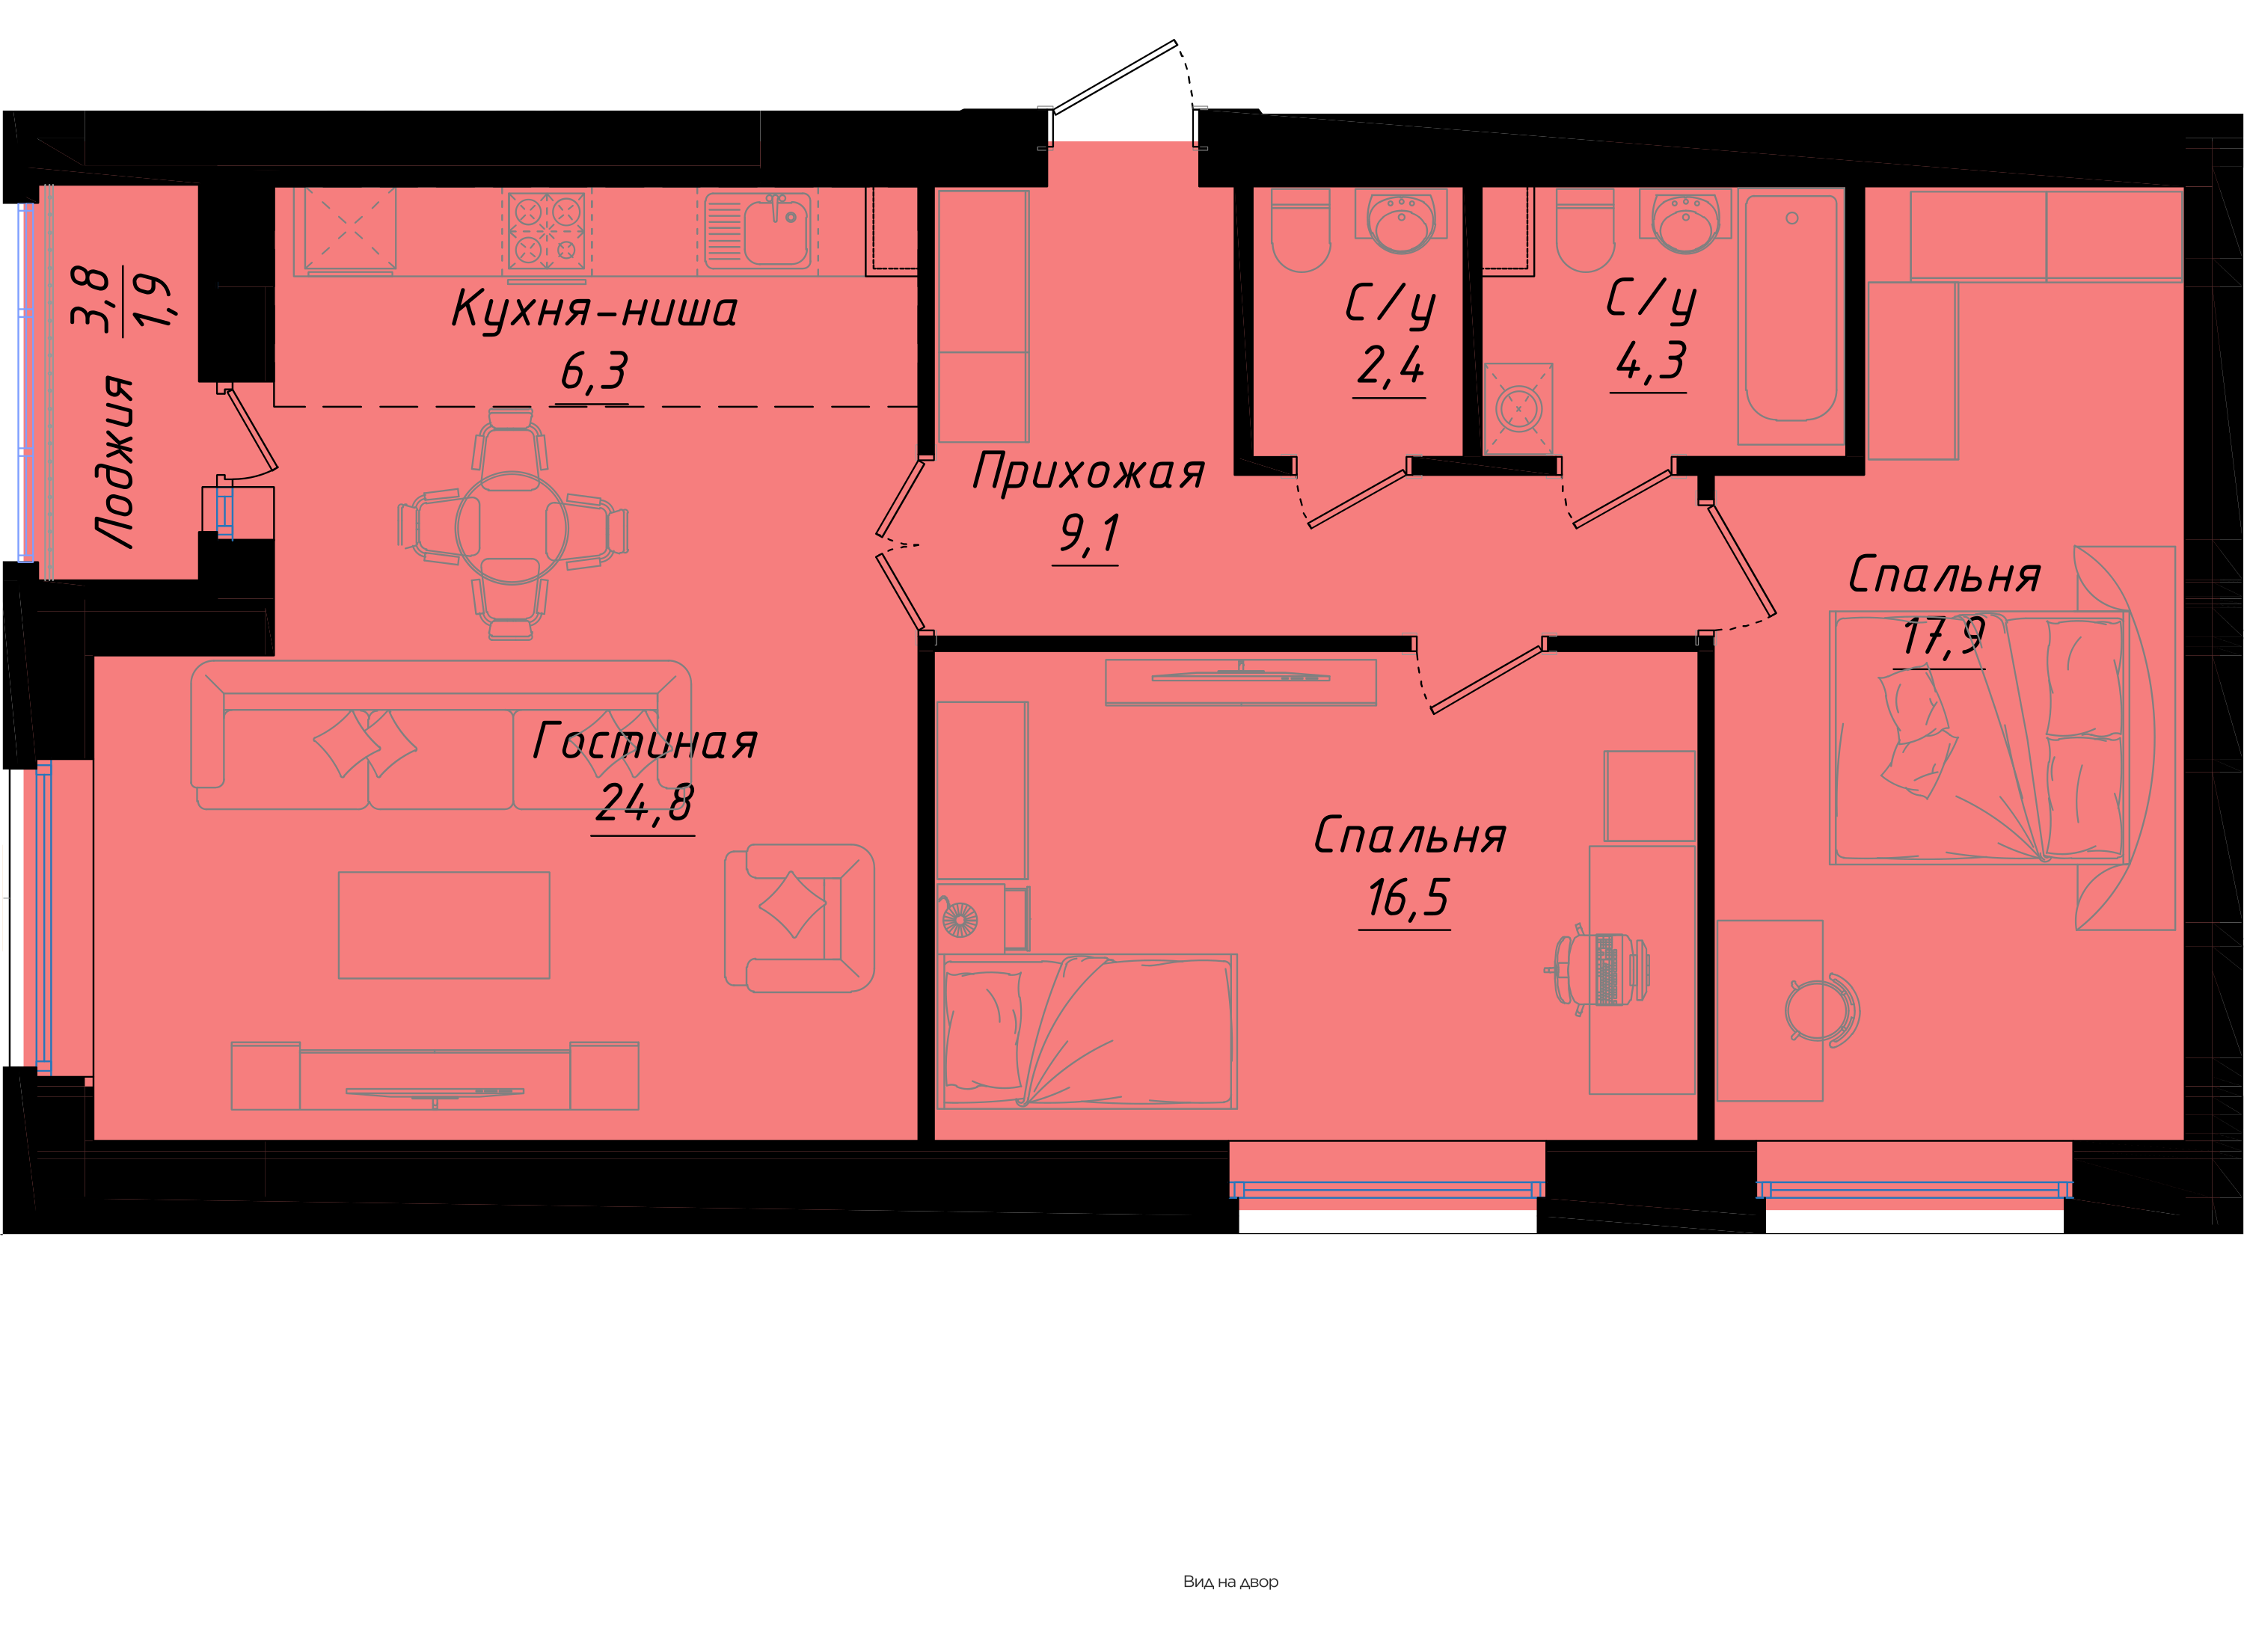 Лоджия
3,8
1,9
Кухня-ниша
6,3
Прихожая
9,1
С/у
2,4
С/у
4,3
Спальня
17,9
Гостиная
24,8
Спальня
16,5
Вид на двор